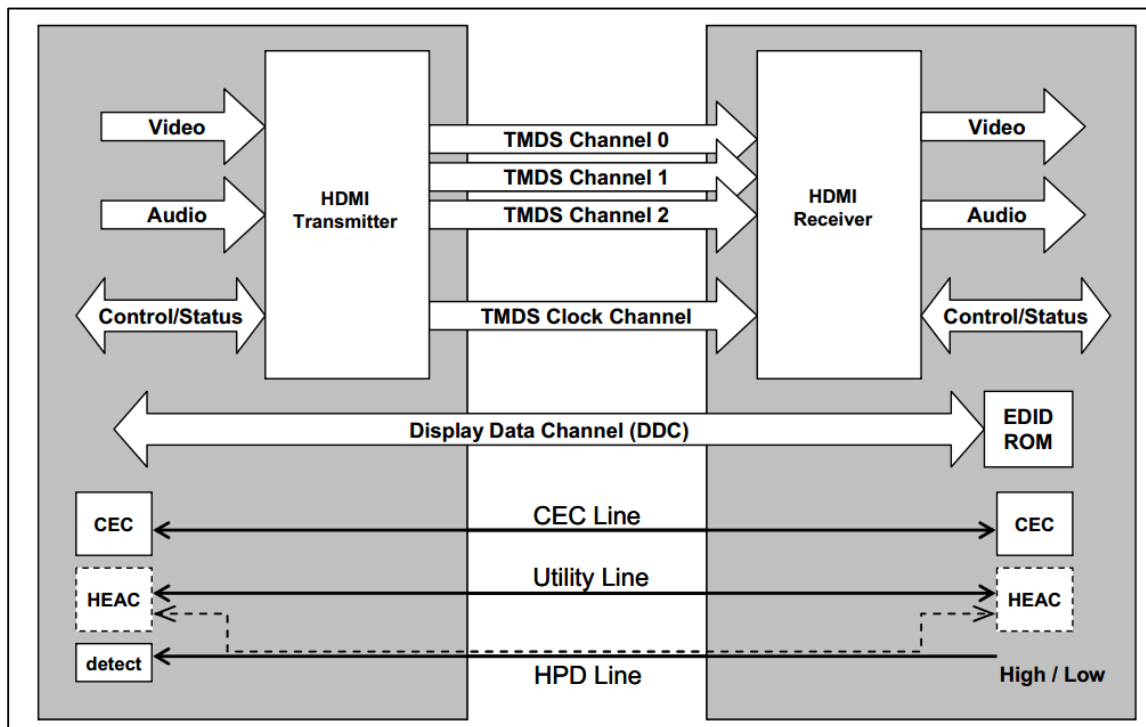 Video
Audio
Control/Status
HDMI
Transmitter
TMDS Channel 0
TMDS Channel 1
TMDS Channel 2
TMDS Clock Channel
HDMI
Receiver
Video
Audio
Control/Status
Display Data Channel (DDC)
EDID
ROM
CEC
CEC Line
CEC
HEAC
Utility Line
HEAC
detect
HPD Line
High / Low